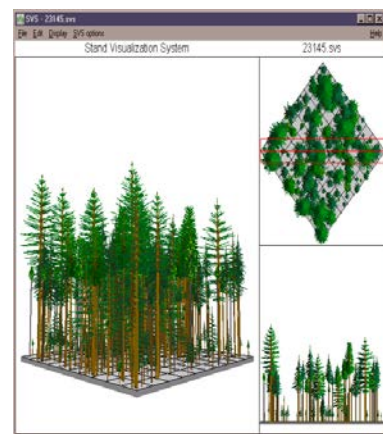 SVS - 23145.svs
File Edit Display SVS options Help
Stand Visualization System 23145.svs